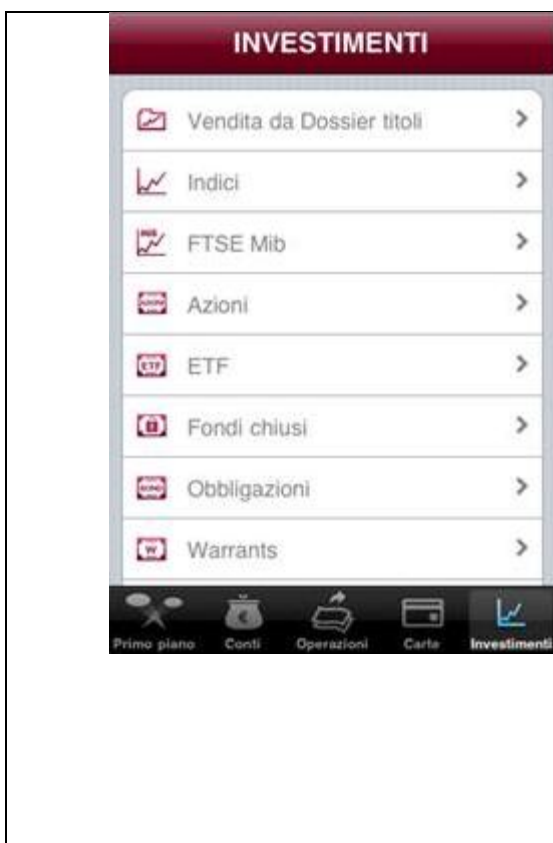 INVESTIMENTI
Vendita da Dossier titoli
Indici
FTSE Mib
Azioni
ETF
ETF
Fondi chiusi
Obbligazioni
W
Warrants
Primo piano Conti Operazioni Carte Investimenti